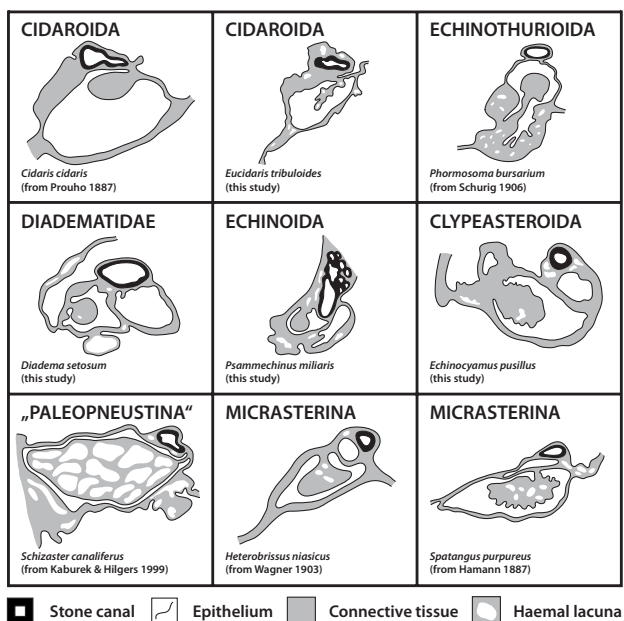 CIDAROIDA
Cidaris cidaris
(from Prouho 1887)
CIDAROIDA
Eucidaris tribuloides
(this study)
ECHINOTHURIOIDA
Phormosoma bursarium
(from Schurig 1906)
DIADEMATIDAE
Diadema setosum
(this study)
ECHINOIDA
Psammechinus miliaris
(this study)
CLYPEASTEROIDA
Echinocyamus pusillus
(this study)
„PALEOPNEUSTINA“
Schizaster canaliferus
(from Kaburek & Hilgers 1999)
MICRASTERINA
Heterobrissus niasicus
(from Wagner 1903)
MICRASTERINA
Spatangus purpureus
(from Hamann 1887)
Stone canal Epithelium Connective tissue Haemal lacuna